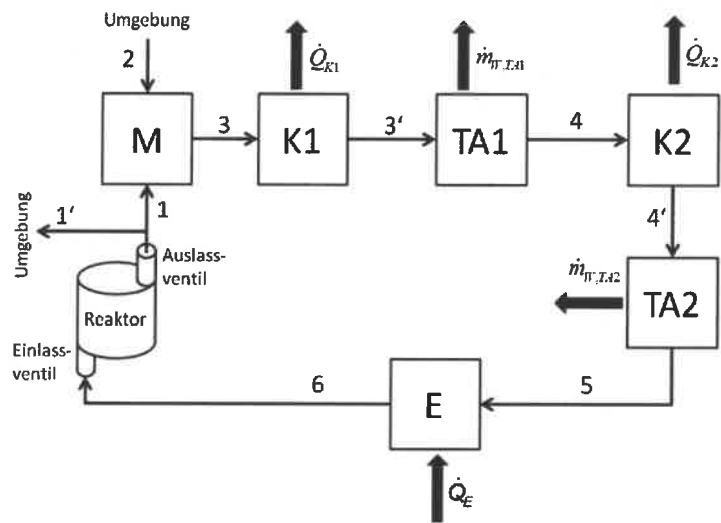 Umgebung
2
Q̇K1
ṁW,TA1
Q̇K2
M
3
K1
3'
TA1
4
K2
1'
1
4'
Umgebung
Auslass-
ventil
ṁW,TA2
TA2
Reaktor
Einlass-
ventil
6
E
5
Q̇E